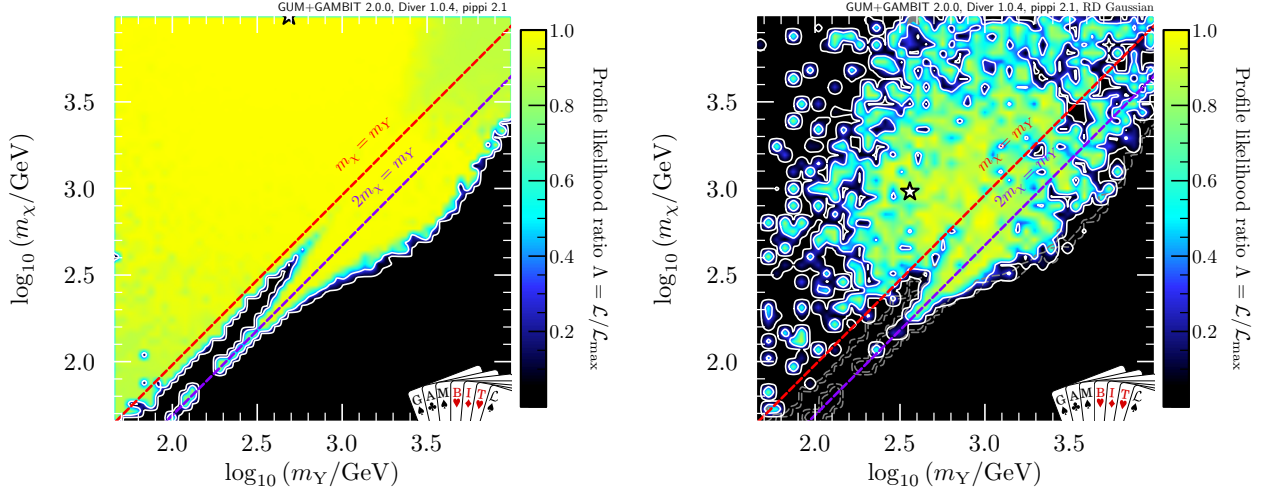 GUM+GAMBIT 2.0.0, Diver 1.0.4, pippi 2.1
mχ = mY
2mχ = mY
2.0
2.5
3.0
3.5
log10 (mY/GeV)
2.0
2.5
3.0
3.5
log10 (mχ/GeV)
0.2
0.4
0.6
0.8
1.0
Profile likelihood ratio Λ = ℒ/ℒmax
G A M B I T ℒ
GUM+GAMBIT 2.0.0, Diver 1.0.4, pippi 2.1, RD Gaussian
mχ = mY
2mχ = mY
2.0
2.5
3.0
3.5
log10 (mY/GeV)
2.0
2.5
3.0
3.5
log10 (mχ/GeV)
0.2
0.4
0.6
0.8
1.0
Profile likelihood ratio Λ = ℒ/ℒmax
G A M B I T ℒ